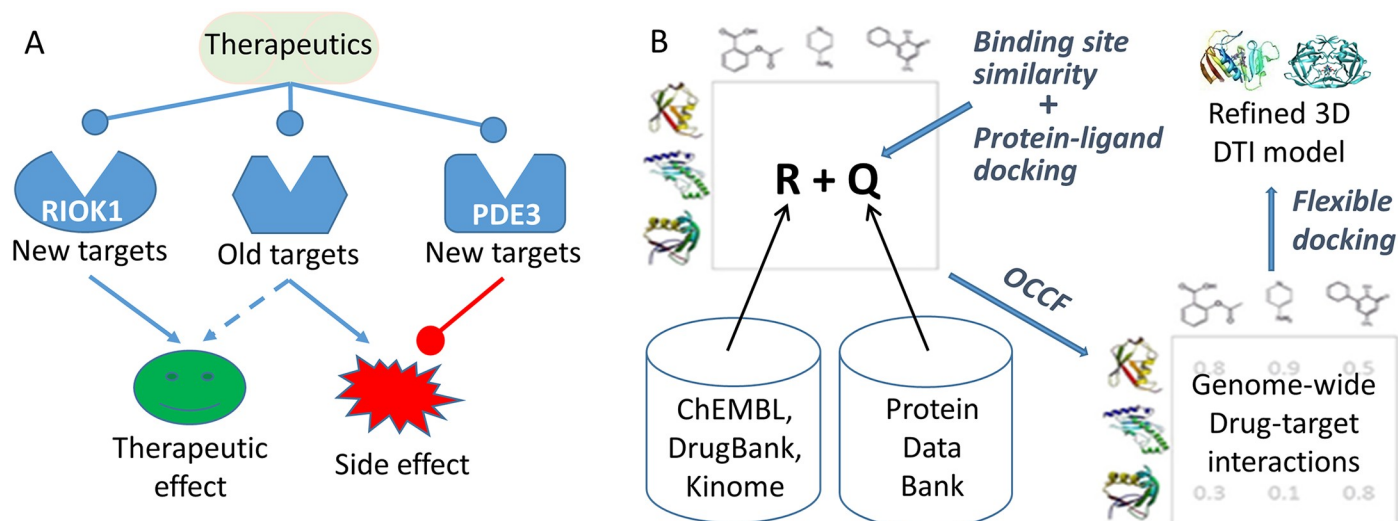 A
Therapeutics
RIOK1
PDE3
New targets
Old targets
New targets
Therapeutic
effect
Side effect
B
Binding site
similarity
+
Protein-ligand
docking
R + Q
ChEMBL,
DrugBank,
Kinome
Protein
Data
Bank
OCCF
Refined 3D
DTI model
Flexible
docking
0.8 0.9 0.5
Genome-wide
Drug-target
interactions
0.3 0.1 0.8